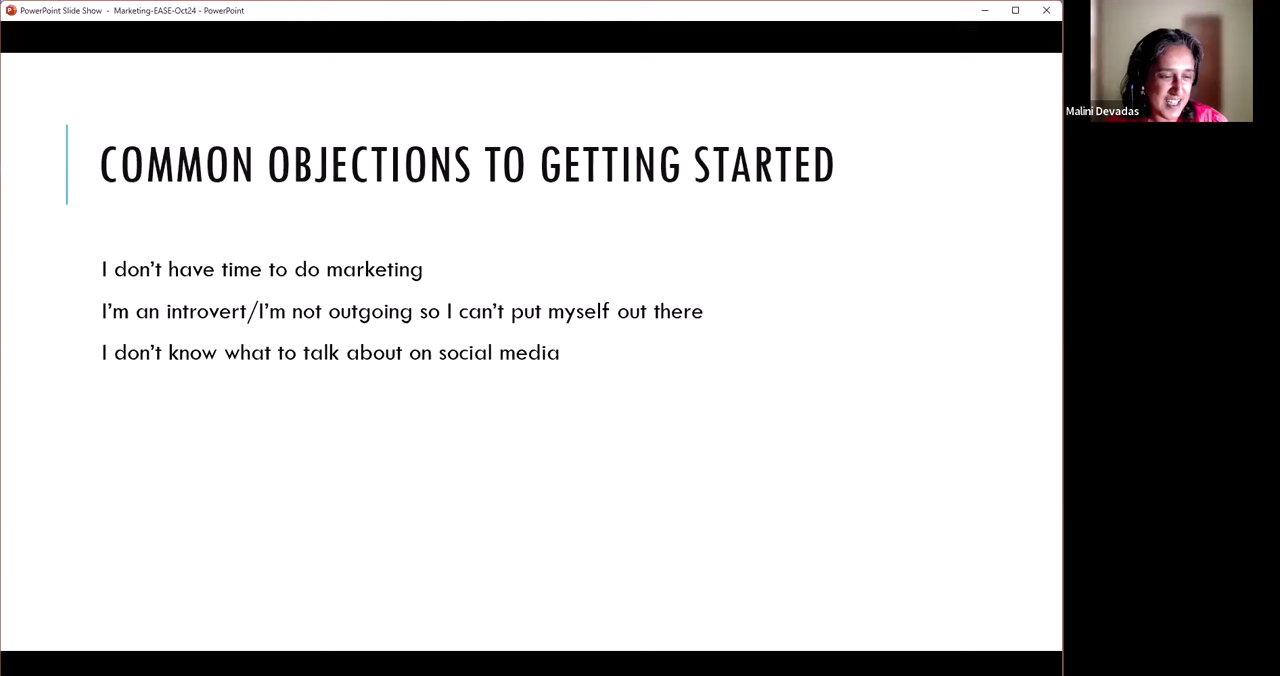 PowerPoint Slide Show - Marketing-EASE-Oct24 - PowerPoint
Malini Devadas
COMMON OBJECTIONS TO GETTING STARTED
I don't have time to do marketing
I'm an introvert/I'm not outgoing so I can't put myself out there
I don't know what to talk about on social media